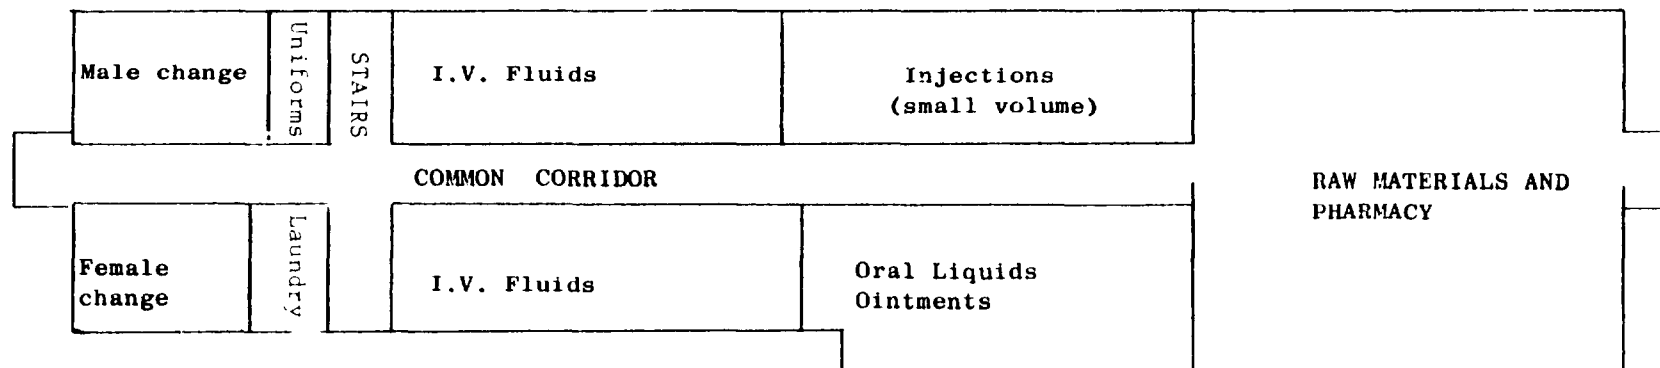 Male change
Uniforms
STAIRS
I.V. Fluids
Injections
(small volume)
COMMON CORRIDOR
RAW MATERIALS AND
PHARMACY
Female
change
Laundry
I.V. Fluids
Oral Liquids
Ointments